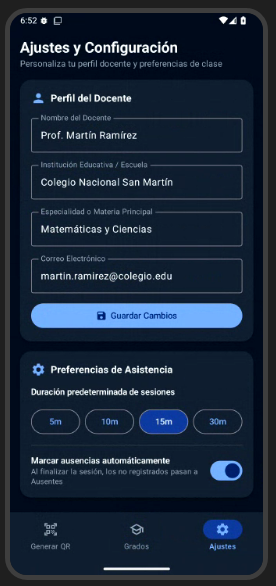 6:52
Ajustes y Configuración
Personaliza tu perfil docente y preferencias de clase
Perfil del Docente
Nombre del Docente
Prof. Martín Ramírez
Institución Educativa / Escuela
Colegio Nacional San Martín
Especialidad o Materia Principal
Matemáticas y Ciencias
Correo Electrónico
martin.ramirez@colegio.edu
Guardar Cambios
Preferencias de Asistencia
Duración predeterminada de sesiones
5m 10m 15m 30m
Marcar ausencias automáticamente
Al finalizar la sesión, los no registrados pasan a
Ausentes
Generar QR Grados Ajustes